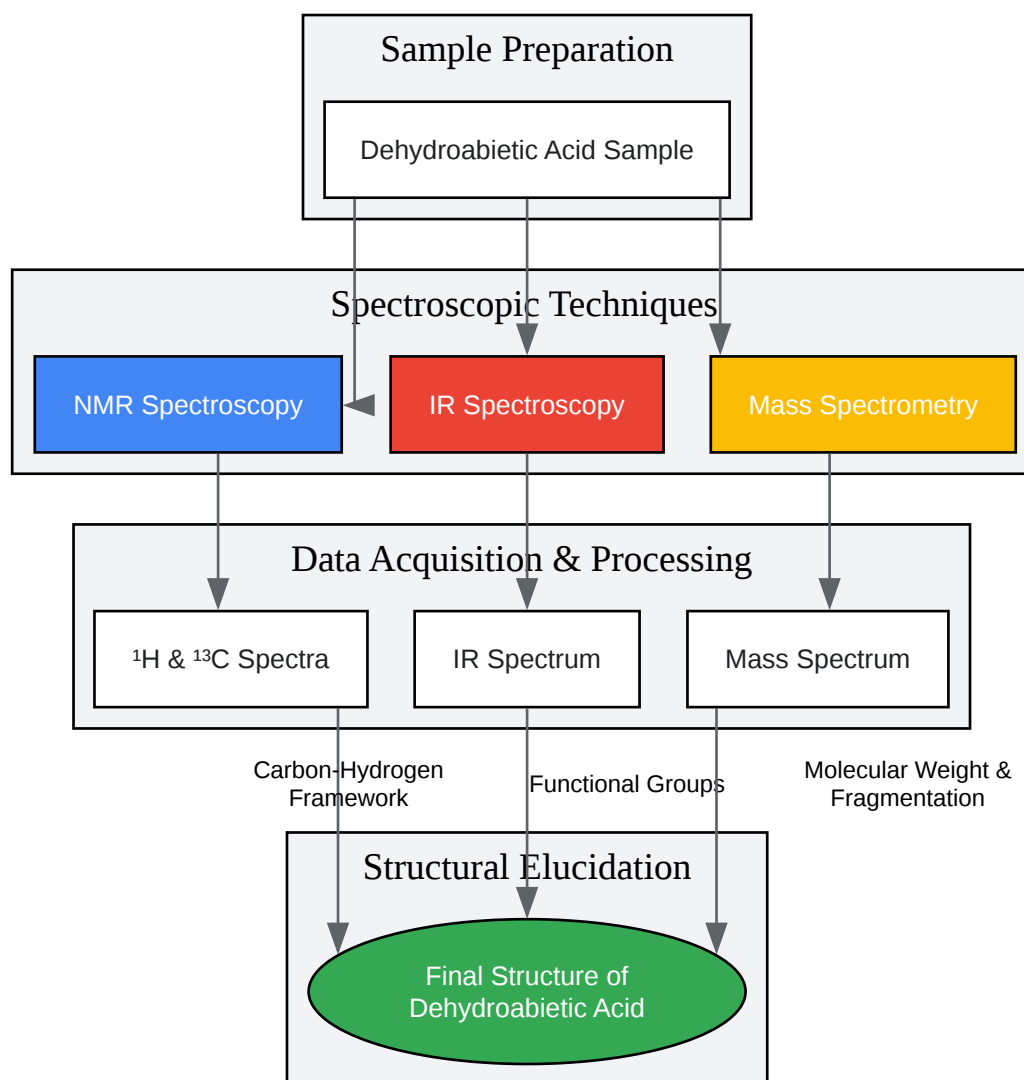 Sample Preparation
Dehydroabietic Acid Sample
Spectroscopic Techniques
NMR Spectroscopy
IR Spectroscopy
Mass Spectrometry
Data Acquisition & Processing
¹H & ¹³C Spectra
IR Spectrum
Mass Spectrum
Carbon-Hydrogen
Framework
Functional Groups
Molecular Weight &
Fragmentation
Structural Elucidation
Final Structure of
Dehydroabietic Acid